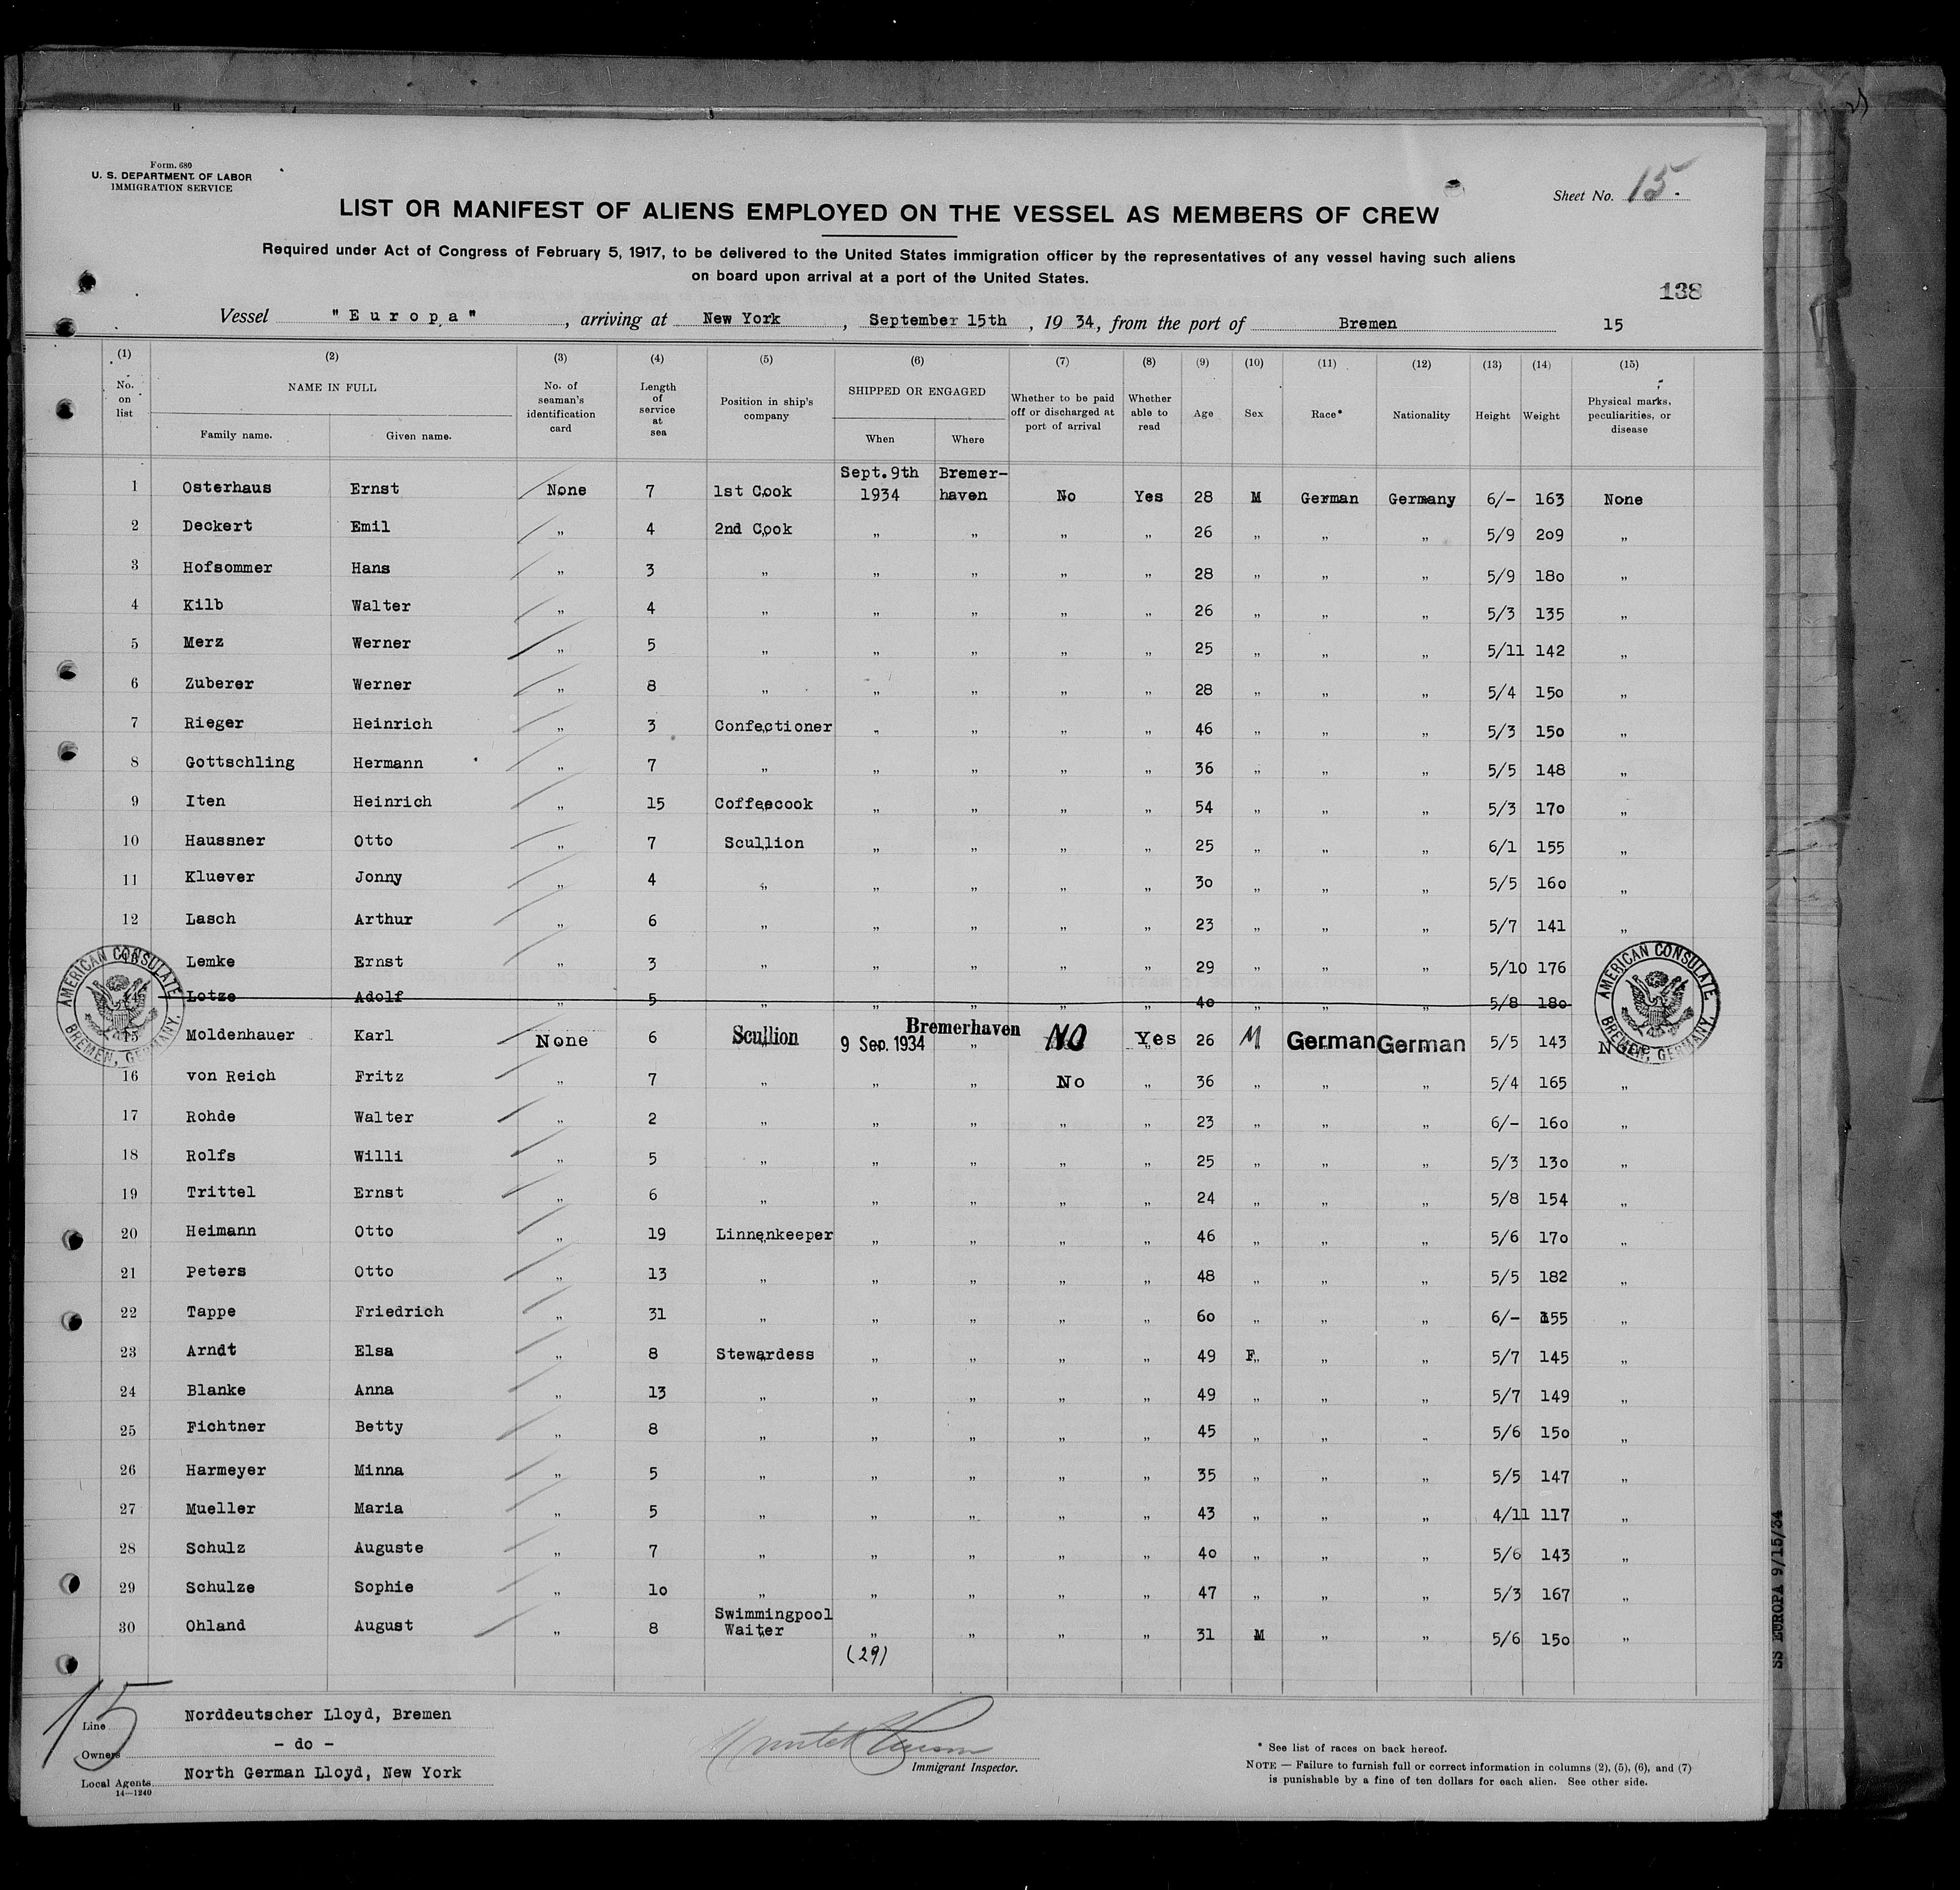 Form. 680
U. S. DEPARTMENT OF LABOR
IMMIGRATION SERVICE
Sheet No. 15.
LIST OR MANIFEST OF ALIENS EMPLOYED ON THE VESSEL AS MEMBERS OF CREW
Required under Act of Congress of February 5, 1917, to be delivered to the United States immigration officer by the representatives of any vessel having such aliens
on board upon arrival at a port of the United States.
138
Vessel "Europa", arriving at New York, September 15th, 1934, from the port of Bremen 15
(1) (2) (3) (4) (5) (6) (7) (8) (9) (10) (11) (12) (13) (14) (15)
No. on list NAME IN FULL Family name. Given name. No. of seaman's identification card Length of service at sea Position in ship's company SHIPPED OR ENGAGED When Where Whether to be paid off or discharged at port of arrival Whether able to read Age Sex Race* Nationality Height Weight Physical marks, peculiarities, or disease
1 Osterhaus Ernst None 7 1st Cook Sept. 9th 1934 Bremer-haven No Yes 28 M German Germany 6/- 163 None
2 Deckert Emil " 4 2nd Cook " " " " 26 " " " 5/9 209 "
3 Hofsommer Hans " 3 " " " " " 28 " " " 5/9 180 "
4 Kilb Walter " 4 " " " " " 26 " " " 5/3 135 "
5 Merz Werner " 5 " " " " " 25 " " " 5/11 142 "
6 Zuberer Werner " 8 " " " " " 28 " " " 5/4 150 "
7 Rieger Heinrich " 3 Confectioner " " " " 46 " " " 5/3 150 "
8 Gottschling Hermann " 7 " " " " " 36 " " " 5/5 148 "
9 Iten Heinrich " 15 Coffeecook " " " " 54 " " " 5/3 170 "
10 Haussner Otto " 7 Scullion " " " " 25 " " " 6/1 155 "
11 Kluever Jonny " 4 " " " " " 30 " " " 5/5 160 "
12 Lasch Arthur " 6 " " " " " 23 " " " 5/7 141 "
13 Lemke Ernst " 3 " " " " " 29 " " " 5/10 176
14 Lotze Adolf " 5 " " " " " 40 " " " 5/8 180
15 Moldenhauer Karl None 6 Scullion 9 Sep. 1934 Bremerhaven NO Yes 26 M German German 5/5 143 None
16 von Reich Fritz " 7 " " " No " 36 " " " 5/4 165 "
17 Rohde Walter " 2 " " " " " 23 " " " 6/- 160 "
18 Rolfs Willi " 5 " " " " " 25 " " " 5/3 130 "
19 Trittel Ernst " 6 " " " " " 24 " " " 5/8 154 "
20 Heimann Otto " 19 Linnenkeeper " " " " 46 " " " 5/6 170 "
21 Peters Otto " 13 " " " " " 48 " " " 5/5 182 "
22 Tappe Friedrich " 31 " " " " " 60 " " " 6/- 155 "
23 Arndt Elsa " 8 Stewardess " " " " 49 F " " 5/7 145 "
24 Blanke Anna " 13 " " " " " 49 " " " 5/7 149 "
25 Fichtner Betty " 8 " " " " " 45 " " " 5/6 150 "
26 Harmeyer Minna " 5 " " " " " 35 " " " 5/5 147 "
27 Mueller Maria " 5 " " " " " 43 " " " 4/11 117 "
28 Schulz Auguste " 7 " " " " " 40 " " " 5/6 143 "
29 Schulze Sophie " 10 " " " " " 47 " " " 5/3 167 "
30 Ohland August " 8 Swimmingpool Waiter " " " " 31 M " " 5/6 150 "
(29)
AMERICAN CONSULATE
BREMEN, GERMANY.
AMERICAN CONSULATE
BREMEN, GERMANY.
15
Line Norddeutscher Lloyd, Bremen
Owners - do -
Local Agents North German Lloyd, New York
14—1240
Immigrant Inspector.
* See list of races on back hereof.
NOTE — Failure to furnish full or correct information in columns (2), (5), (6), and (7)
is punishable by a fine of ten dollars for each alien. See other side.
SS EUROPA 9/15/34